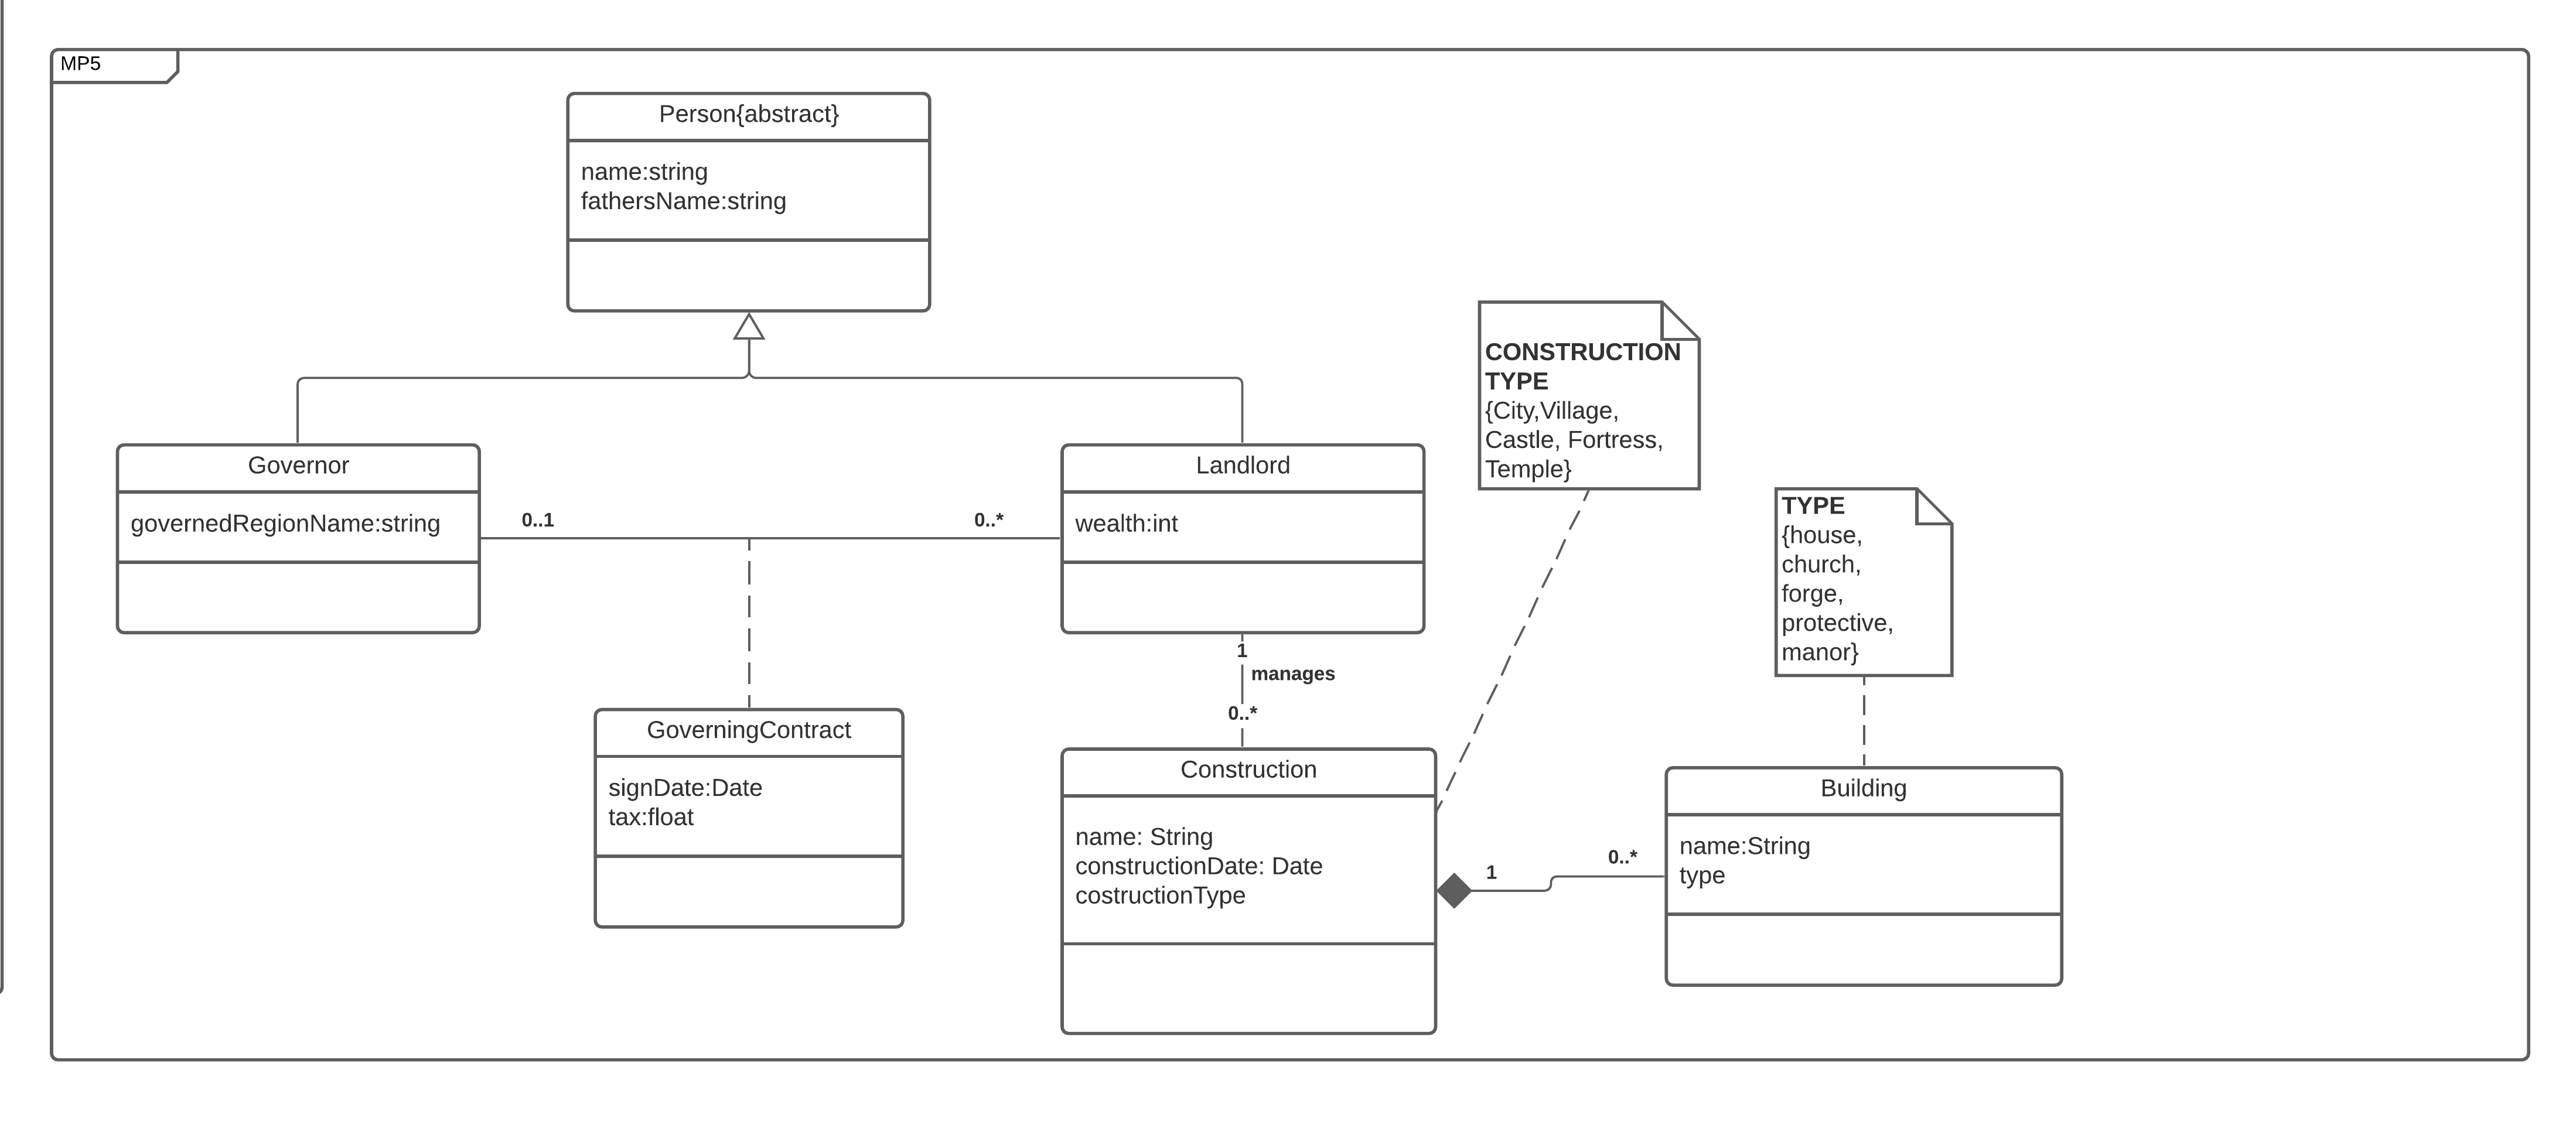 MP5
Person{abstract}
name:string
fathersName:string
CONSTRUCTION
TYPE
{City,Village,
Castle, Fortress,
Temple}
Governor
governedRegionName:string
0..1
0..*
Landlord
wealth:int
TYPE
{house,
church,
forge,
protective,
manor}
1
manages
0..*
GoverningContract
signDate:Date
tax:float
Construction
name: String
constructionDate: Date
costructionType
1
0..*
Building
name:String
type